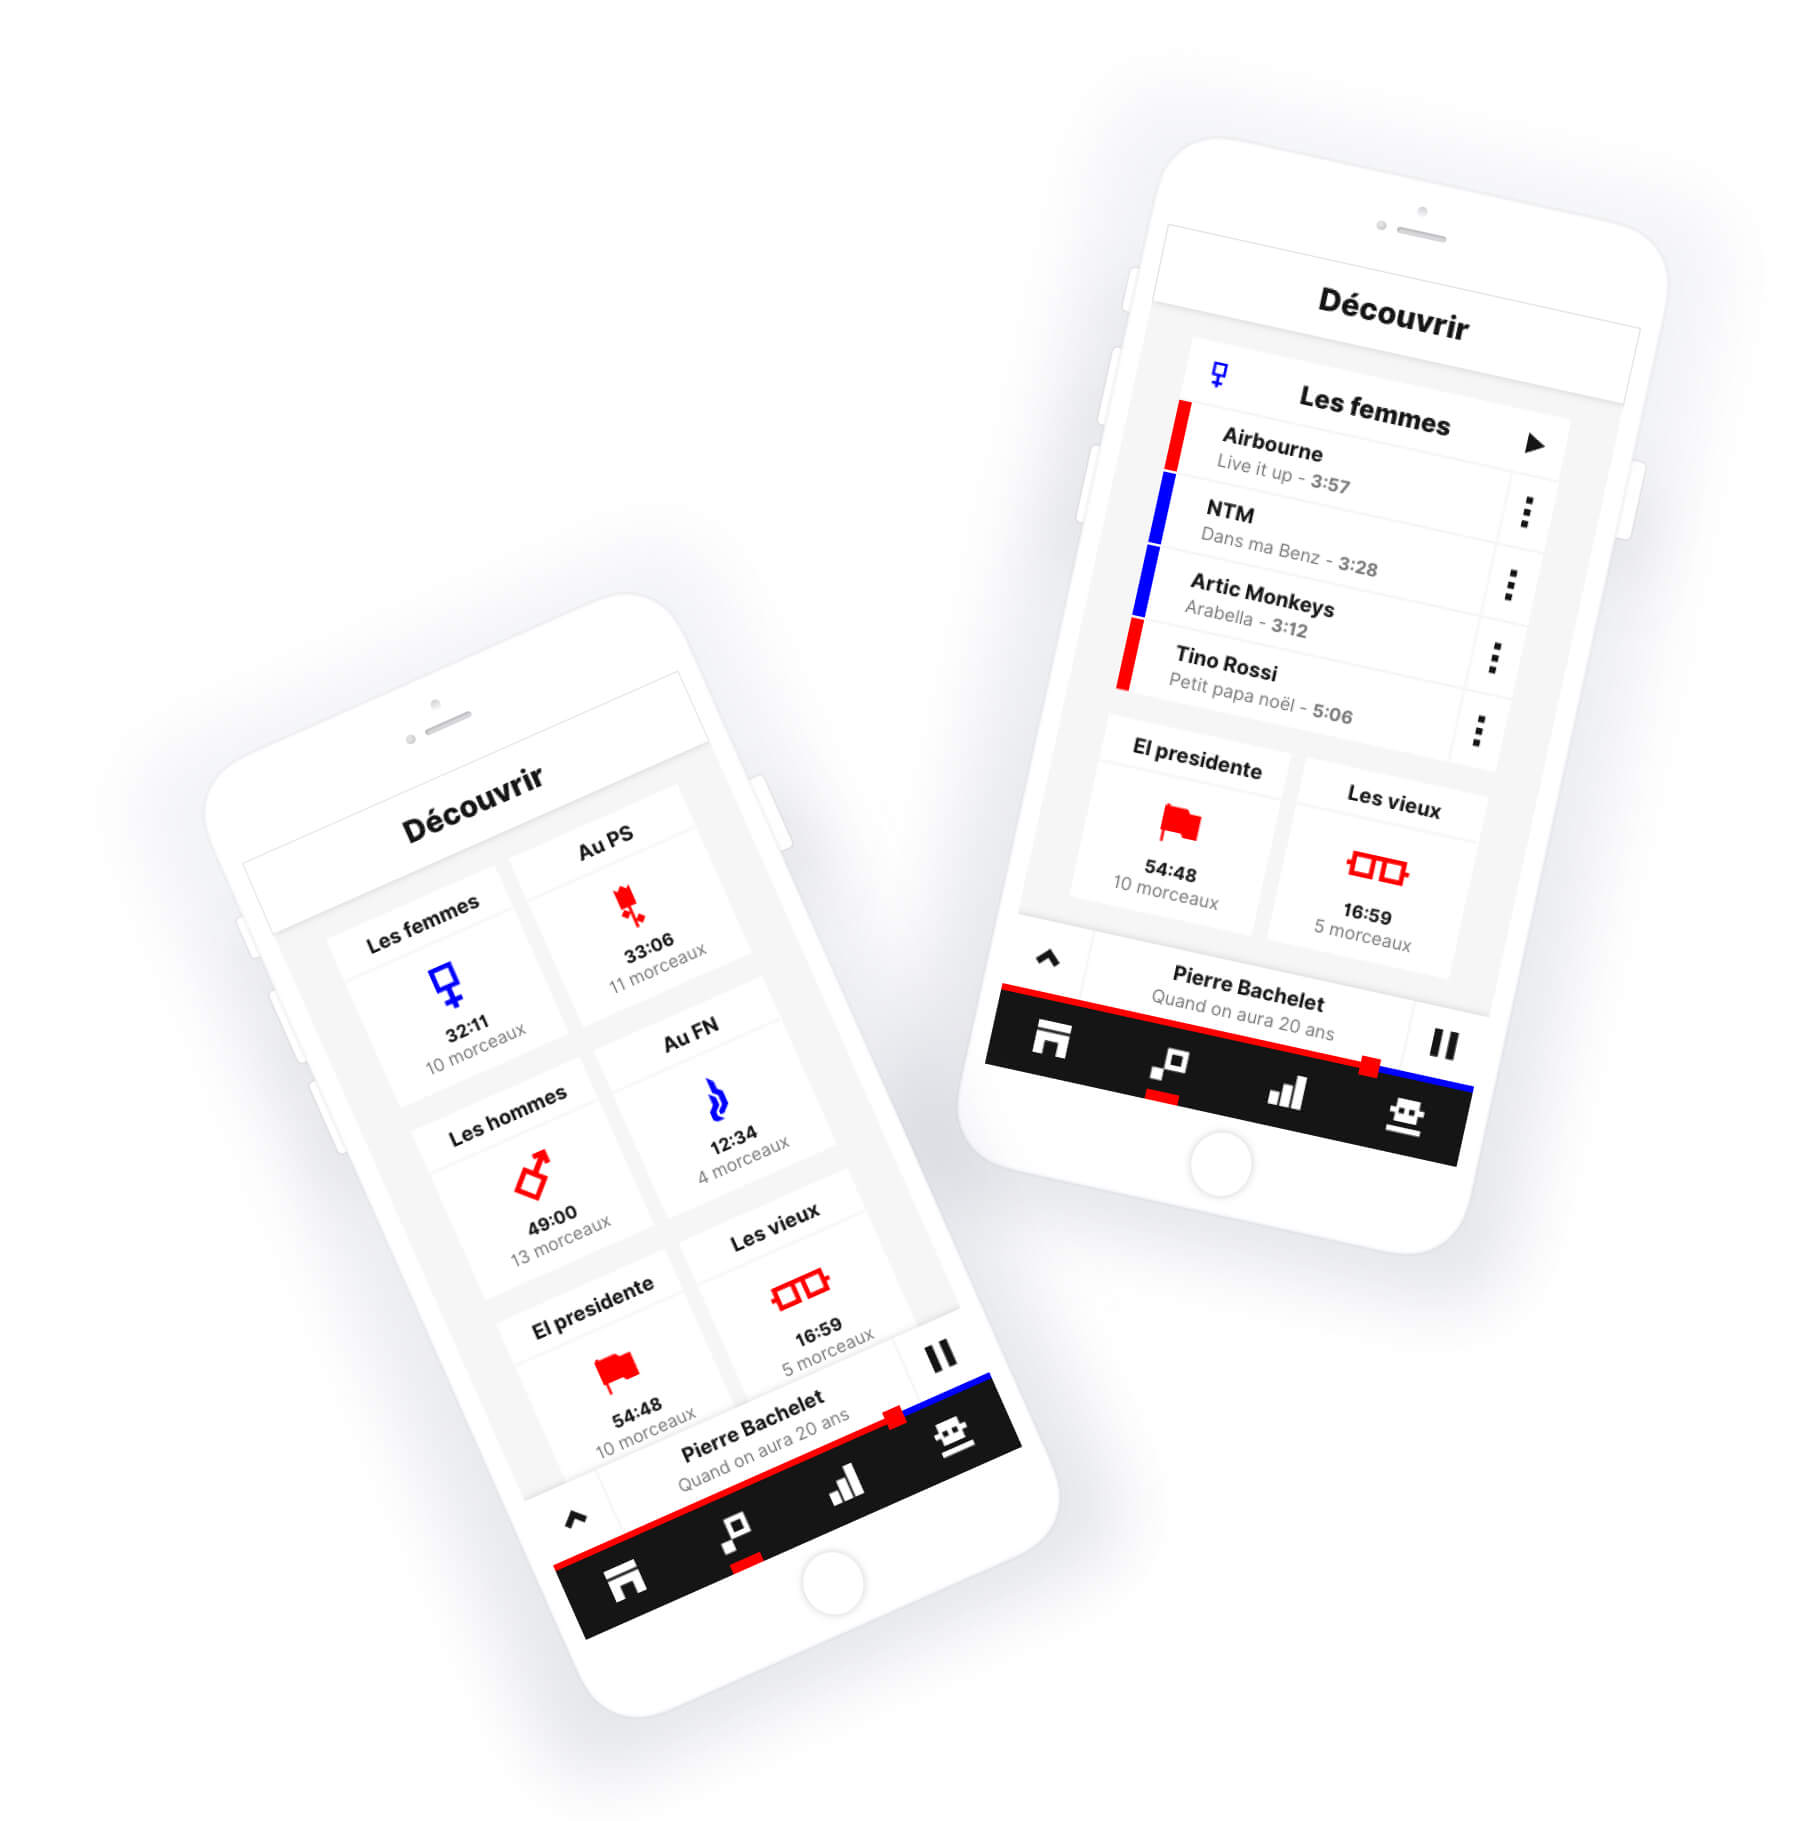 Découvrir
Les femmes
32:11
10 morceaux
Au PS
33:06
11 morceaux
Les hommes
49:00
13 morceaux
Au FN
12:34
4 morceaux
El presidente
54:48
10 morceaux
Les vieux
16:59
5 morceaux
Pierre Bachelet
Quand on aura 20 ans
Découvrir
Les femmes
Airbourne
Live it up - 3:57
NTM
Dans ma Benz - 3:28
Artic Monkeys
Arabella - 3:12
Tino Rossi
Petit papa noël - 5:06
El presidente
54:48
10 morceaux
Les vieux
16:59
5 morceaux
Pierre Bachelet
Quand on aura 20 ans